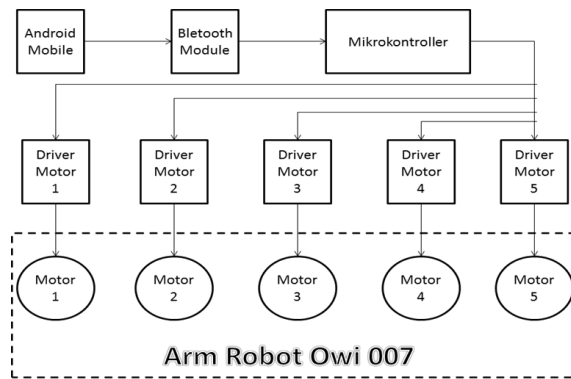 Android
Mobile
Bletooth
Module
Mikrokontroller
Driver
Motor
1
Driver
Motor
2
Driver
Motor
3
Driver
Motor
4
Driver
Motor
5
Motor
1
Motor
2
Motor
3
Motor
4
Motor
5
Arm Robot Owi 007